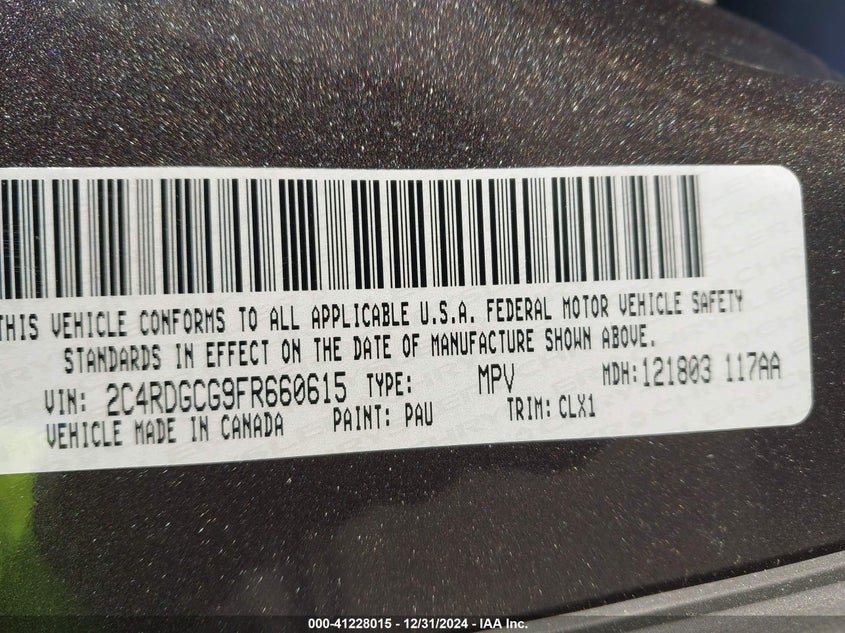 THIS VEHICLE CONFORMS TO ALL APPLICABLE U.S.A. FEDERAL MOTOR VEHICLE SAFETY
STANDARDS IN EFFECT ON THE DATE OF MANUFACTURE SHOWN ABOVE.
VIN: 2C4RDGCG9FR660615 TYPE: MPV MDH:121803 117AA
VEHICLE MADE IN CANADA PAINT: PAU TRIM: CLX1
000-41228015 - 12/31/2024 - IAA Inc.